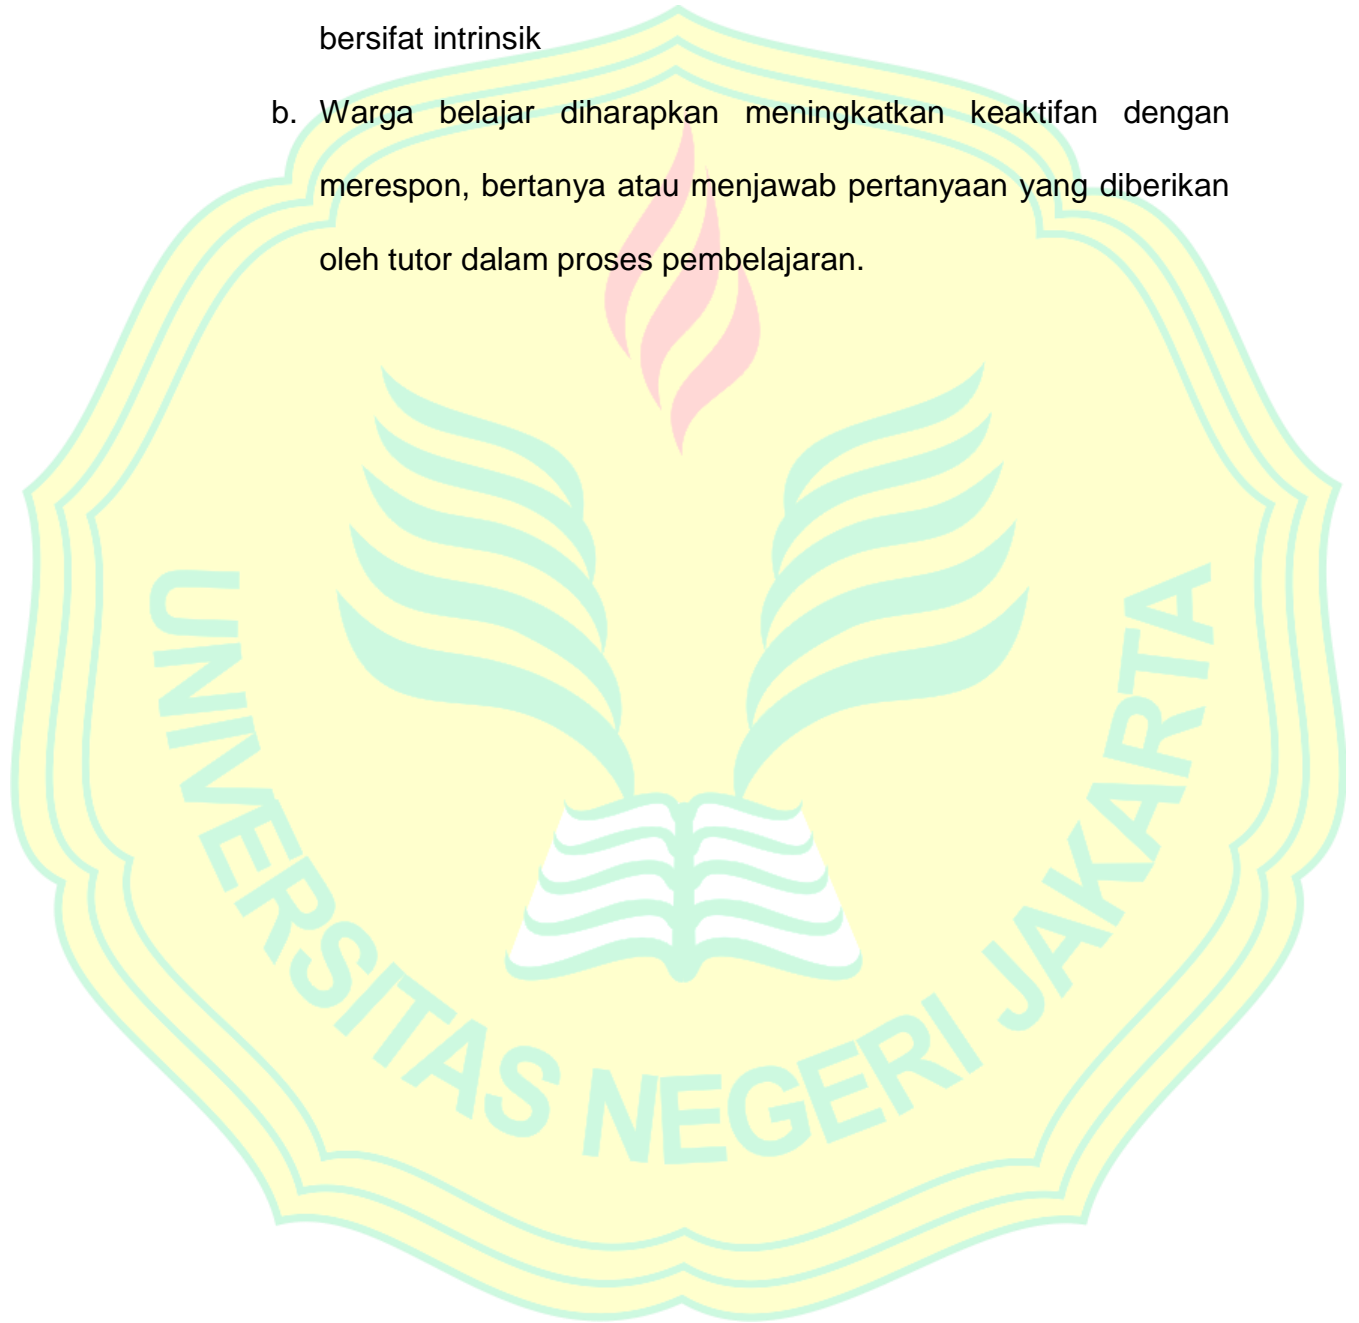 bersifat intrinsik
b. Warga belajar diharapkan meningkatkan keaktifan dengan
merespon, bertanya atau menjawab pertanyaan yang diberikan
oleh tutor dalam proses pembelajaran.
UNIVERSITAS NEGERI JAKARTA